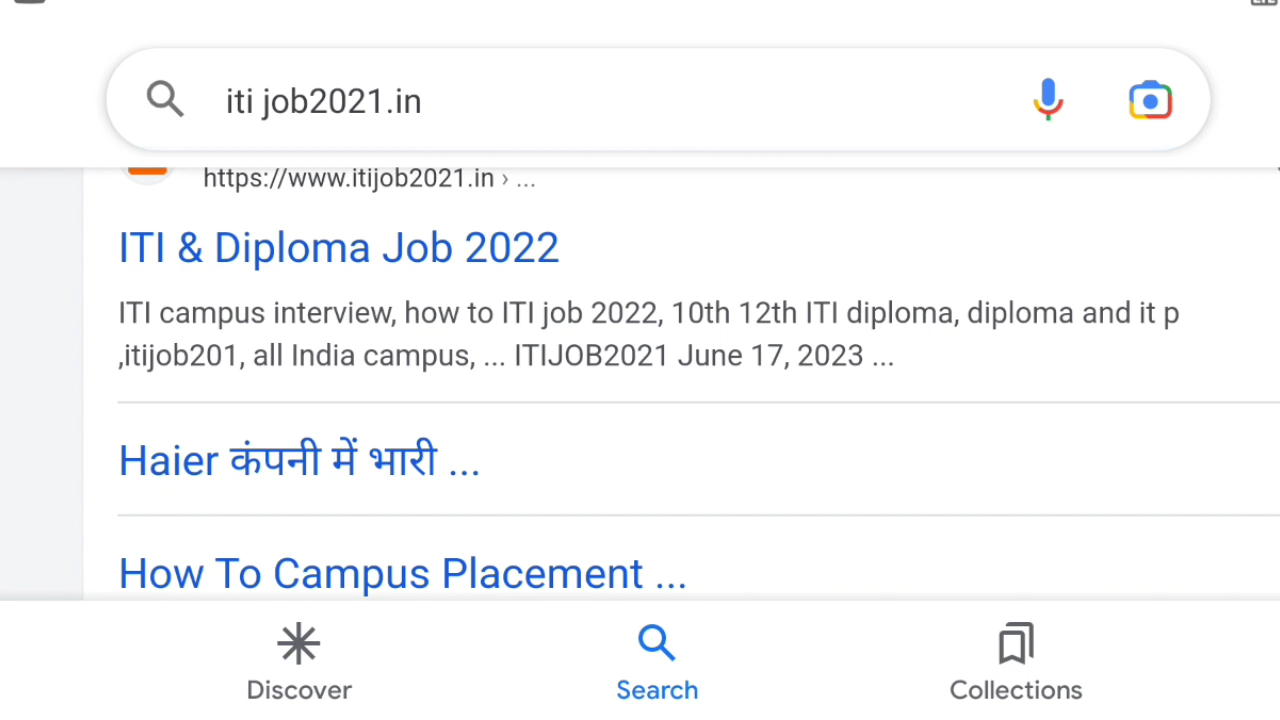 iti job2021.in
https://www.itijob2021.in › ...
ITI & Diploma Job 2022
ITI campus interview, how to ITI job 2022, 10th 12th ITI diploma, diploma and it p
,itijob201, all India campus, ... ITIJOB2021 June 17, 2023 ...
Haier कंपनी में भारी ...
How To Campus Placement ...
Discover
Search
Collections